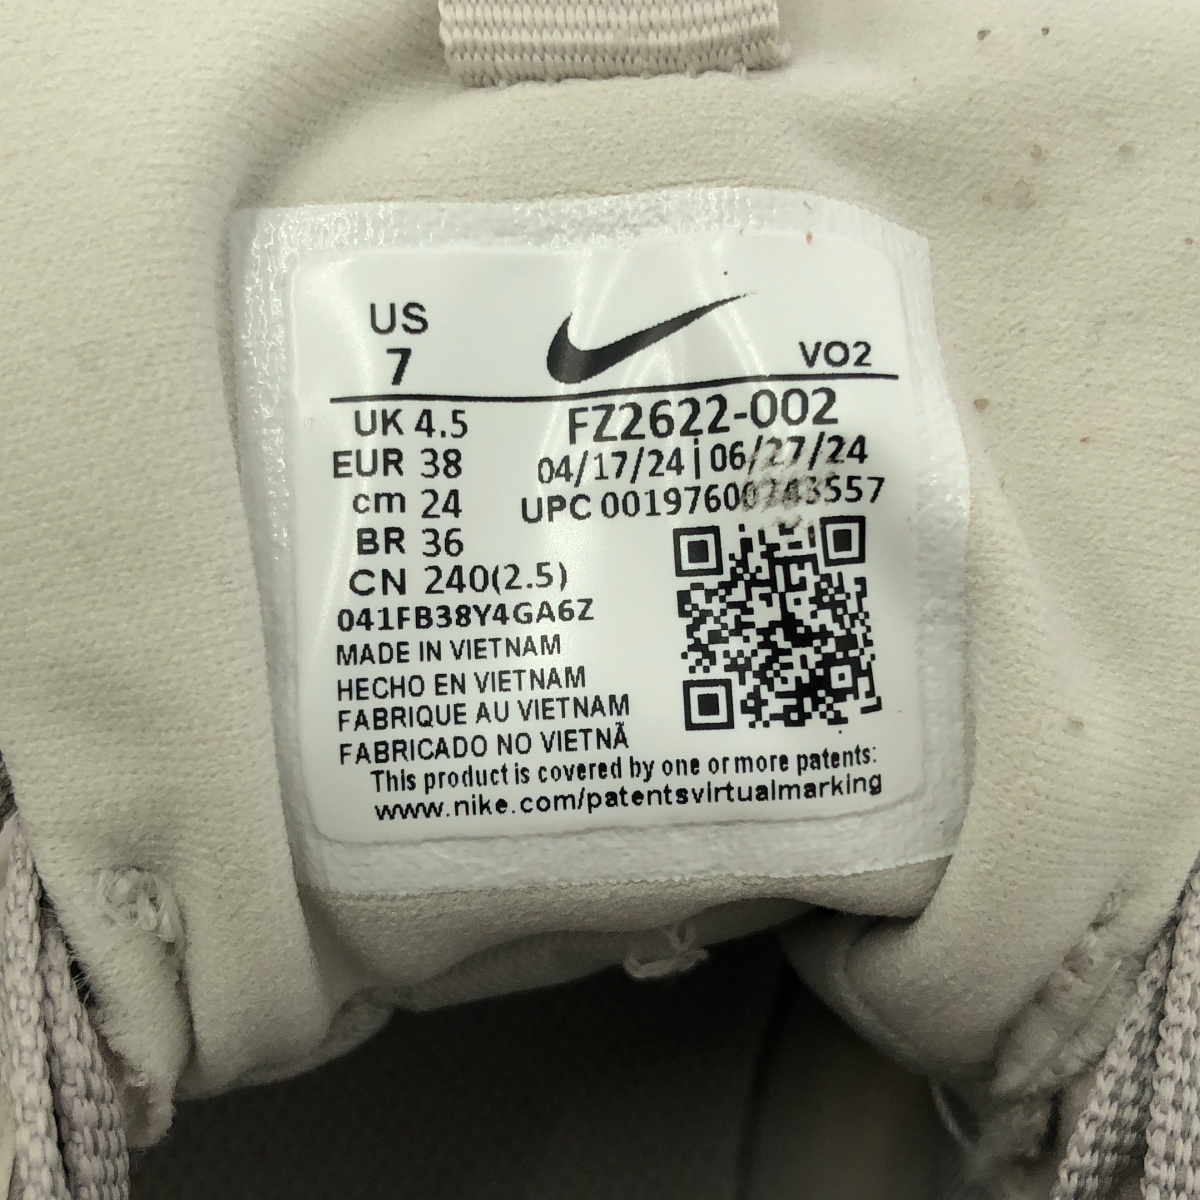 US
7
VO2
UK 4.5
FZ2622-002
EUR 38
04/17/24 | 06/27/24
cm 24
UPC
BR 36
CN 240(2.5)
041FB38Y4GA6Z
MADE IN VIETNAM
HECHO EN VIETNAM
FABRIQUE AU VIETNAM
FABRICADO NO VIETNÃ
This product is covered by one or more patents:
www.nike.com/patentsvirtualmarking